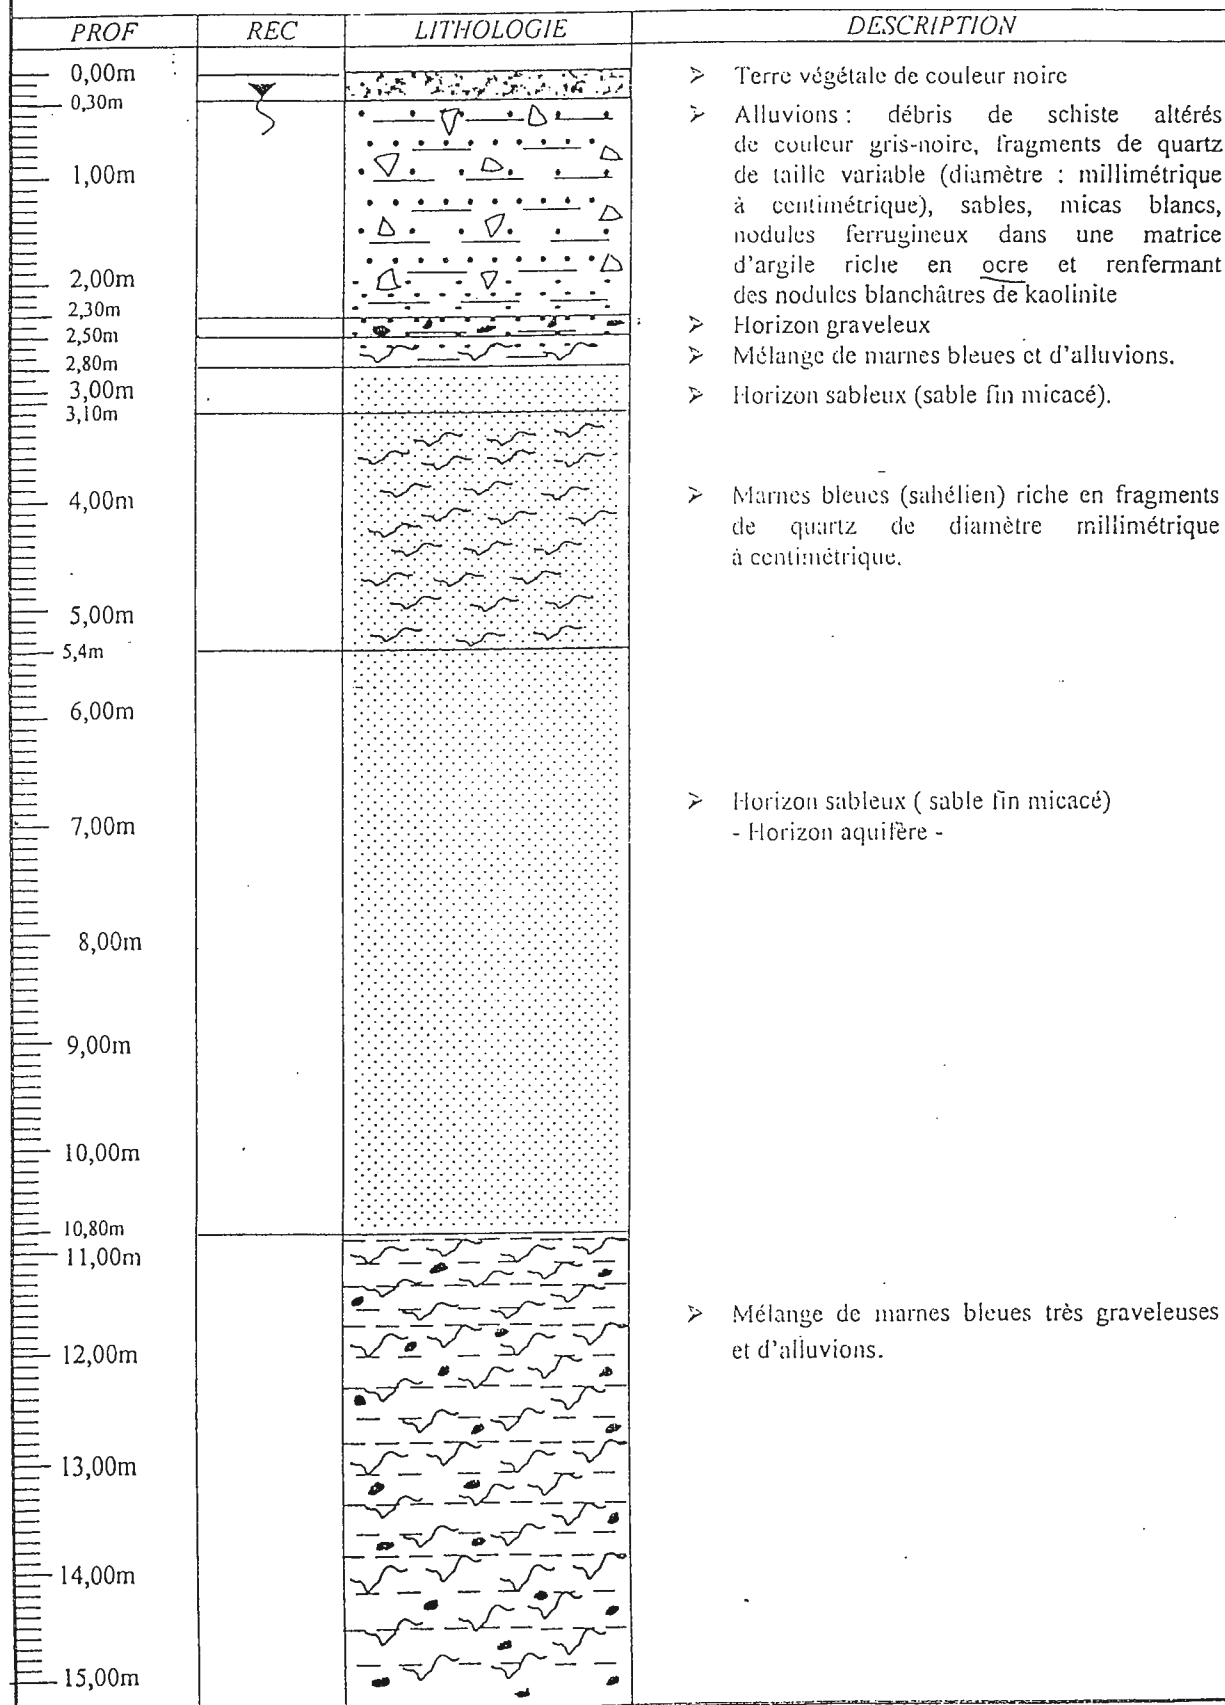 PROF REC LITHOLOGIE DESCRIPTION
0,00m
0,30m
1,00m
2,00m
2,30m
2,50m
2,80m
3,00m
3,10m
4,00m
5,00m
5,4m
6,00m
7,00m
8,00m
9,00m
10,00m
10,80m
11,00m
12,00m
13,00m
14,00m
15,00m
➢ Terre végétale de couleur noire
➢ Alluvions : débris de schiste altérés
de couleur gris-noire, fragments de quartz
de taille variable (diamètre : millimétrique
à centimétrique), sables, micas blancs,
nodules ferrugineux dans une matrice
d'argile riche en ocre et renfermant
des nodules blanchâtres de kaolinite
➢ Horizon graveleux
➢ Mélange de marnes bleues et d'alluvions.
➢ Horizon sableux (sable fin micacé).
➢ Marnes bleues (sahélien) riche en fragments
de quartz de diamètre millimétrique
à centimétrique.
➢ Horizon sableux ( sable fin micacé)
- Horizon aquifère -
➢ Mélange de marnes bleues très graveleuses
et d'alluvions.